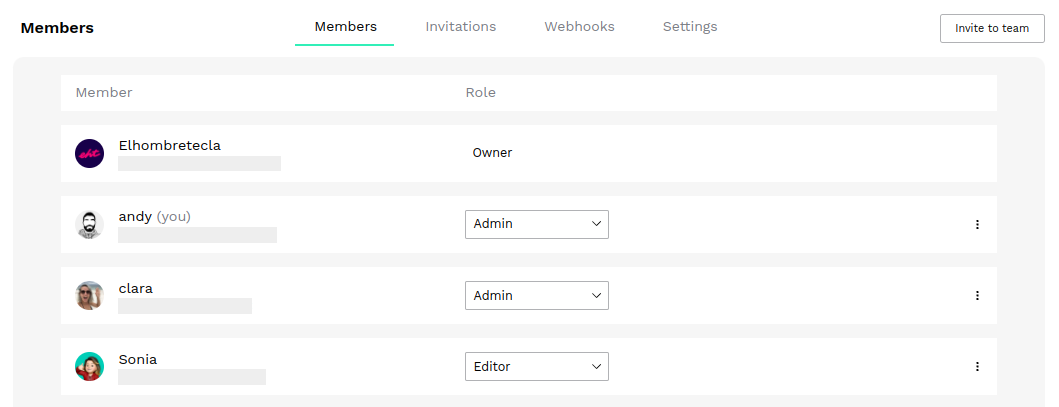 Members
Members Invitations Webhooks Settings
Invite to team
Member Role
Elhombretecla
Owner
andy (you)
Admin
clara
Admin
Sonia
Editor